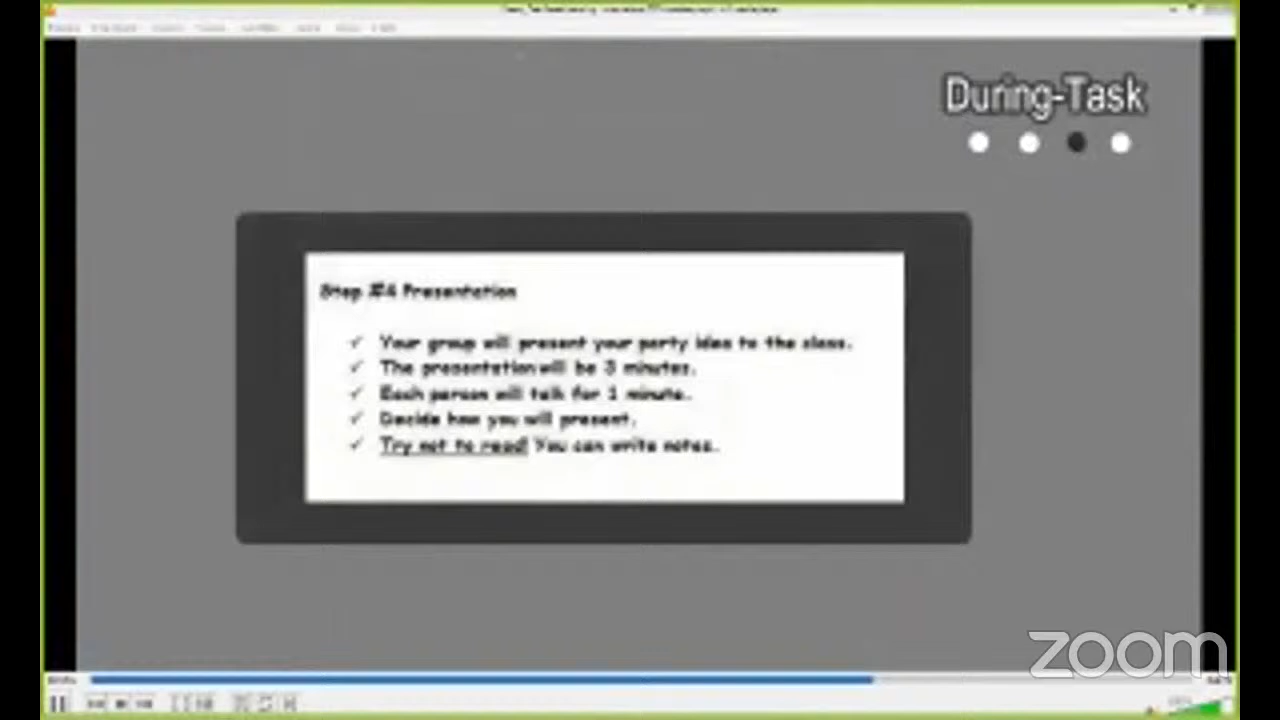 During-Task
Step #4 Presentation
✓ Your group will present your party idea to the class.
✓ The presentation will be 3 minutes.
✓ Each person will talk for 1 minute.
✓ Decide how you will present.
✓ Try not to read! You can write notes.
zoom